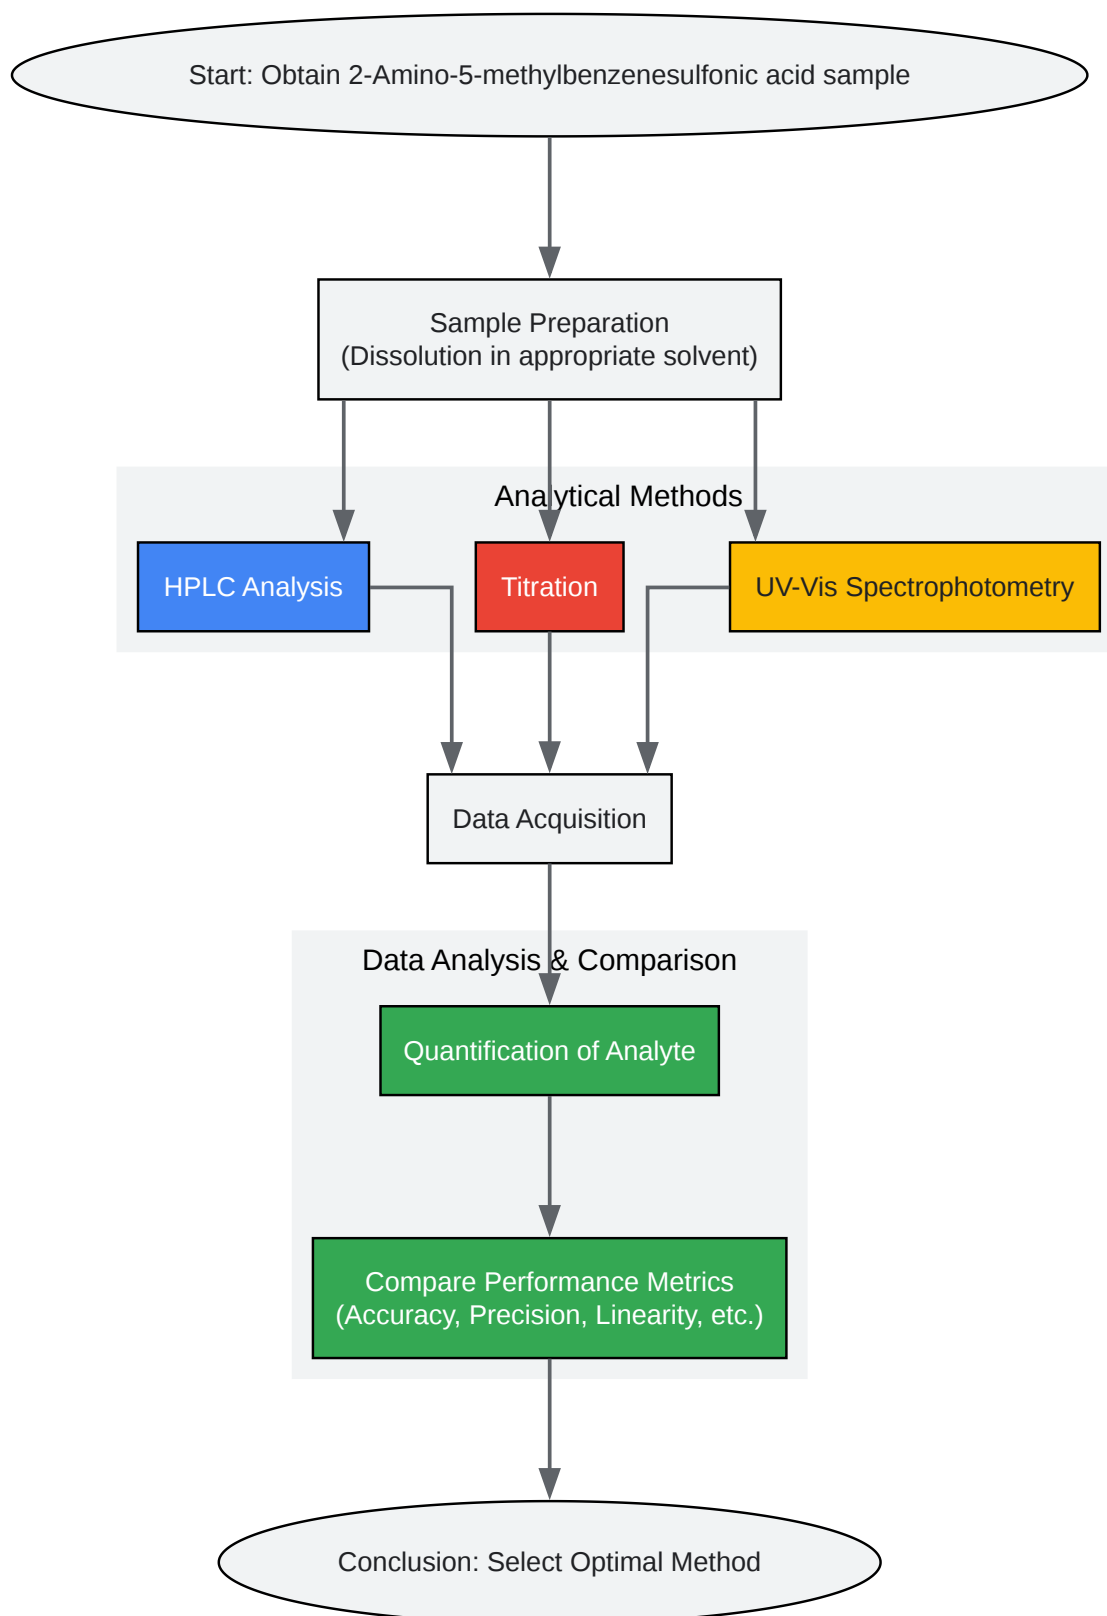 Start: Obtain 2-Amino-5-methylbenzenesulfonic acid sample
Sample Preparation
(Dissolution in appropriate solvent)
Analytical Methods
HPLC Analysis
Titration
UV-Vis Spectrophotometry
Data Acquisition
Data Analysis & Comparison
Quantification of Analyte
Compare Performance Metrics
(Accuracy, Precision, Linearity, etc.)
Conclusion: Select Optimal Method